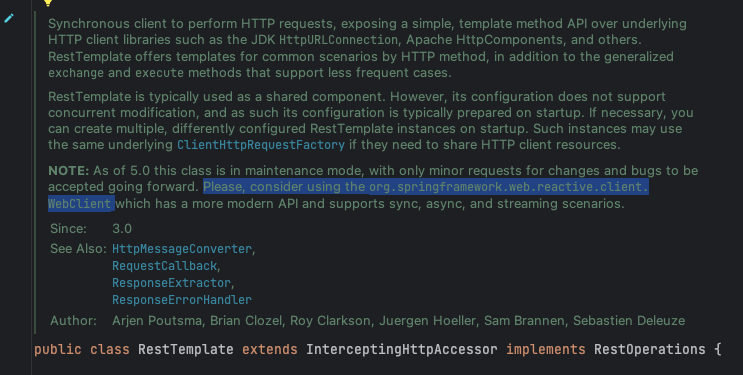 Synchronous client to perform HTTP requests, exposing a simple, template method API over underlying
HTTP client libraries such as the JDK HttpURLConnection, Apache HttpComponents, and others.
RestTemplate offers templates for common scenarios by HTTP method, in addition to the generalized
exchange and execute methods that support less frequent cases.
RestTemplate is typically used as a shared component. However, its configuration does not support
concurrent modification, and as such its configuration is typically prepared on startup. If necessary, you
can create multiple, differently configured RestTemplate instances on startup. Such instances may use
the same underlying ClientHttpRequestFactory if they need to share HTTP client resources.
NOTE: As of 5.0 this class is in maintenance mode, with only minor requests for changes and bugs to be
accepted going forward. Please, consider using the org.springframework.web.reactive.client.
WebClient which has a more modern API and supports sync, async, and streaming scenarios.
Since: 3.0
See Also: HttpMessageConverter,
RequestCallback,
ResponseExtractor,
ResponseErrorHandler
Author: Arjen Poutsma, Brian Clozel, Roy Clarkson, Juergen Hoeller, Sam Brannen, Sebastien Deleuze
public class RestTemplate extends InterceptingHttpAccessor implements RestOperations {